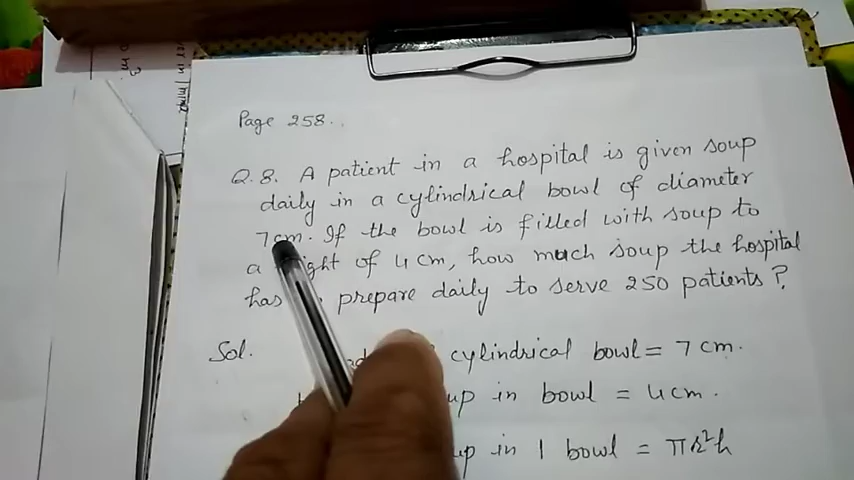 Page 258..
Q.8. A patient in a hospital is given soup
daily in a cylindrical bowl of diameter
7cm. If the bowl is filled with soup to
a ight of 4 cm, how much soup the hospital
has prepare daily to serve 250 patients?
Sol. cylindrical bowl = 7 cm.
up in bowl = 4 cm.
up in 1 bowl = πr²h